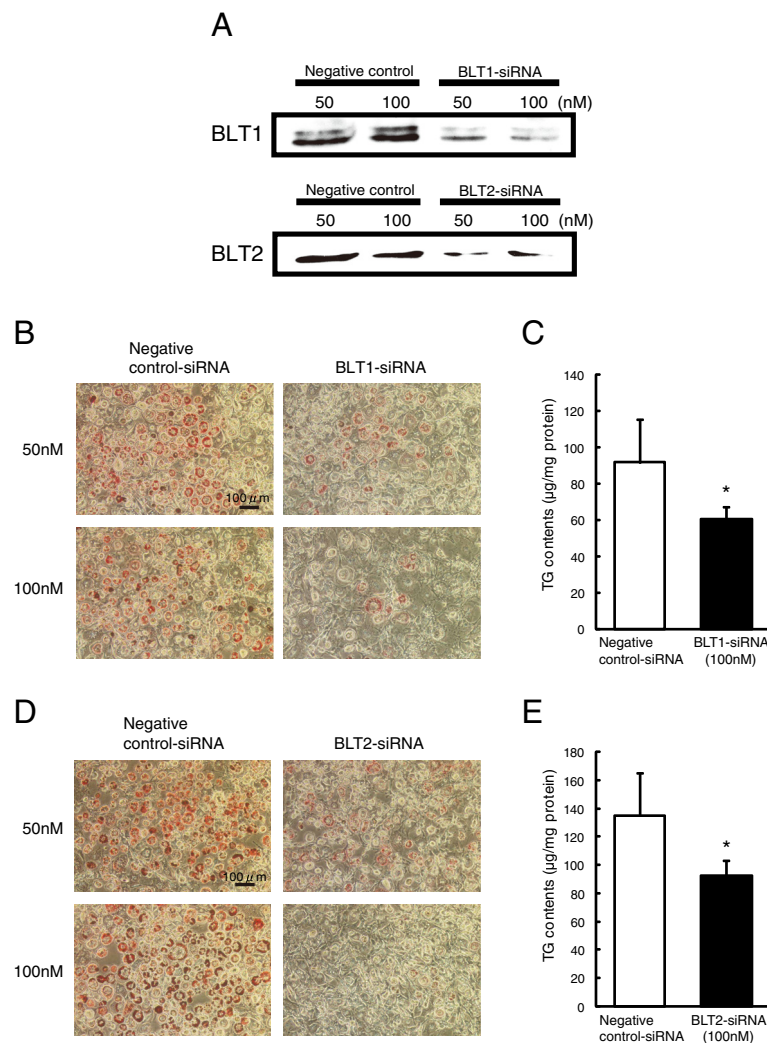 A
Negative control BLT1-siRNA
50 100 50 100 (nM)
BLT1
Negative control BLT2-siRNA
50 100 50 100 (nM)
BLT2
B
Negative
control-siRNA
BLT1-siRNA
50nM
100μm
100nM
C
TG contents (μg/mg protein)
140
120
100
80
60
40
20
0
*
Negative
control-siRNA
BLT1-siRNA
(100nM)
D
Negative
control-siRNA
BLT2-siRNA
50nM
100μm
100nM
E
TG contents (μg/mg protein)
180
160
140
120
100
80
60
40
20
0
*
Negative
control-siRNA
BLT2-siRNA
(100nM)